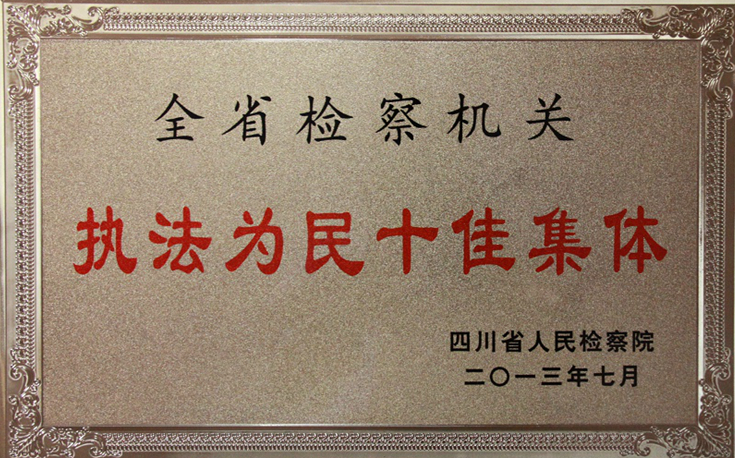 全省检察机关
执法为民十佳集体
四川省人民检察院
二〇一三年七月